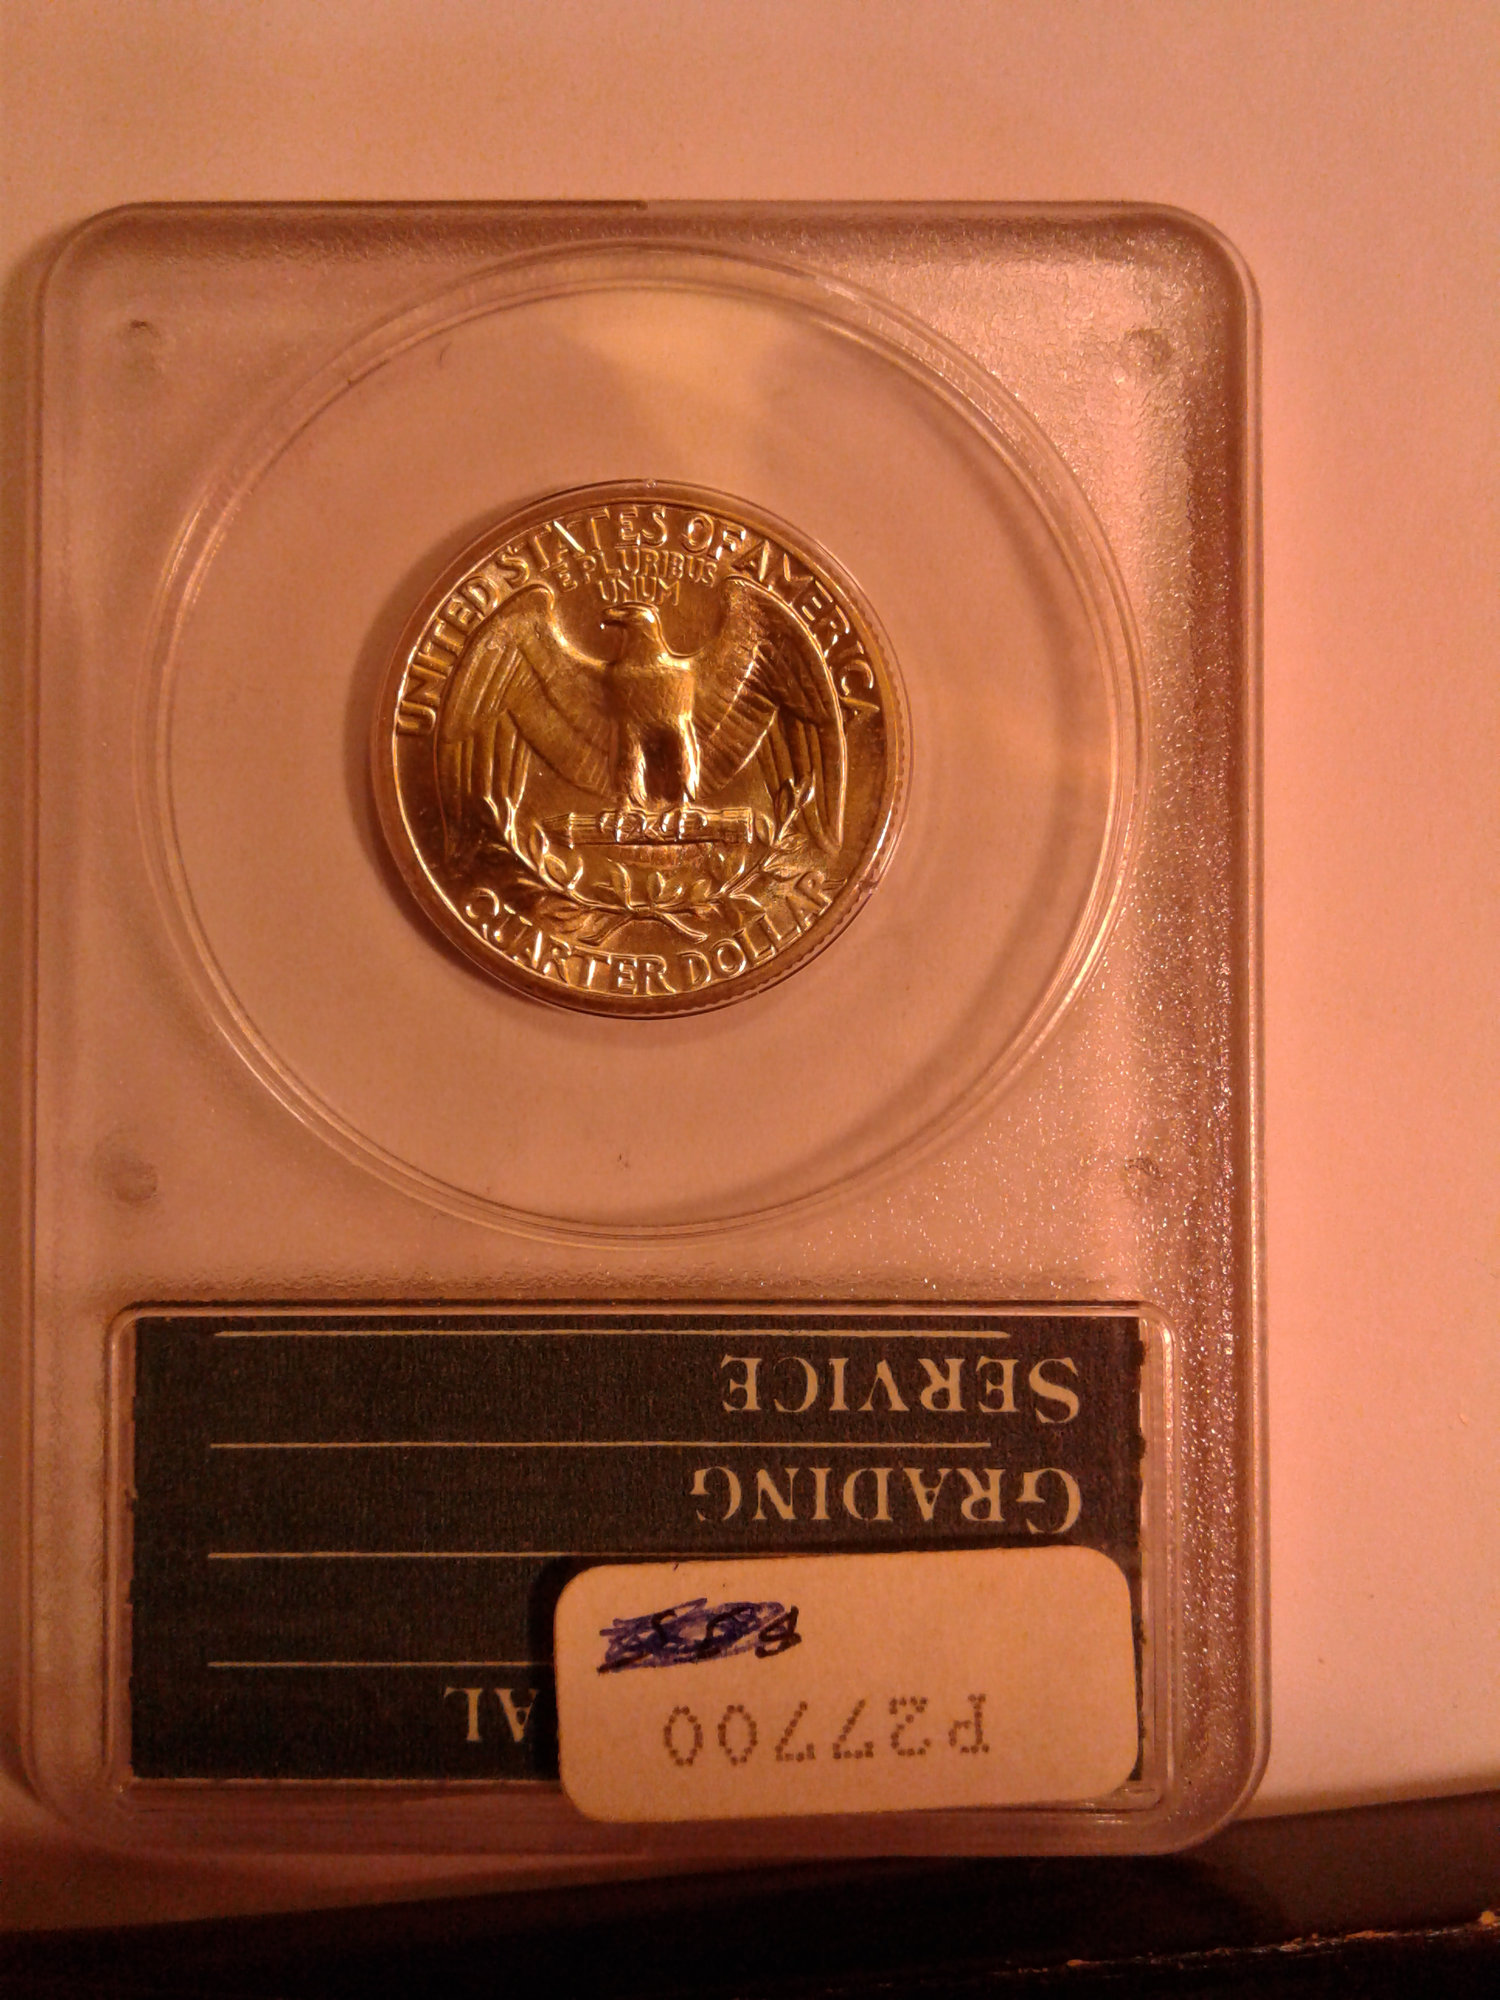 UNITED STATES OF AMERICA
E PLURIBUS
UNUM
QUARTER DOLLAR
P27700
AL
GRADING
SERVICE